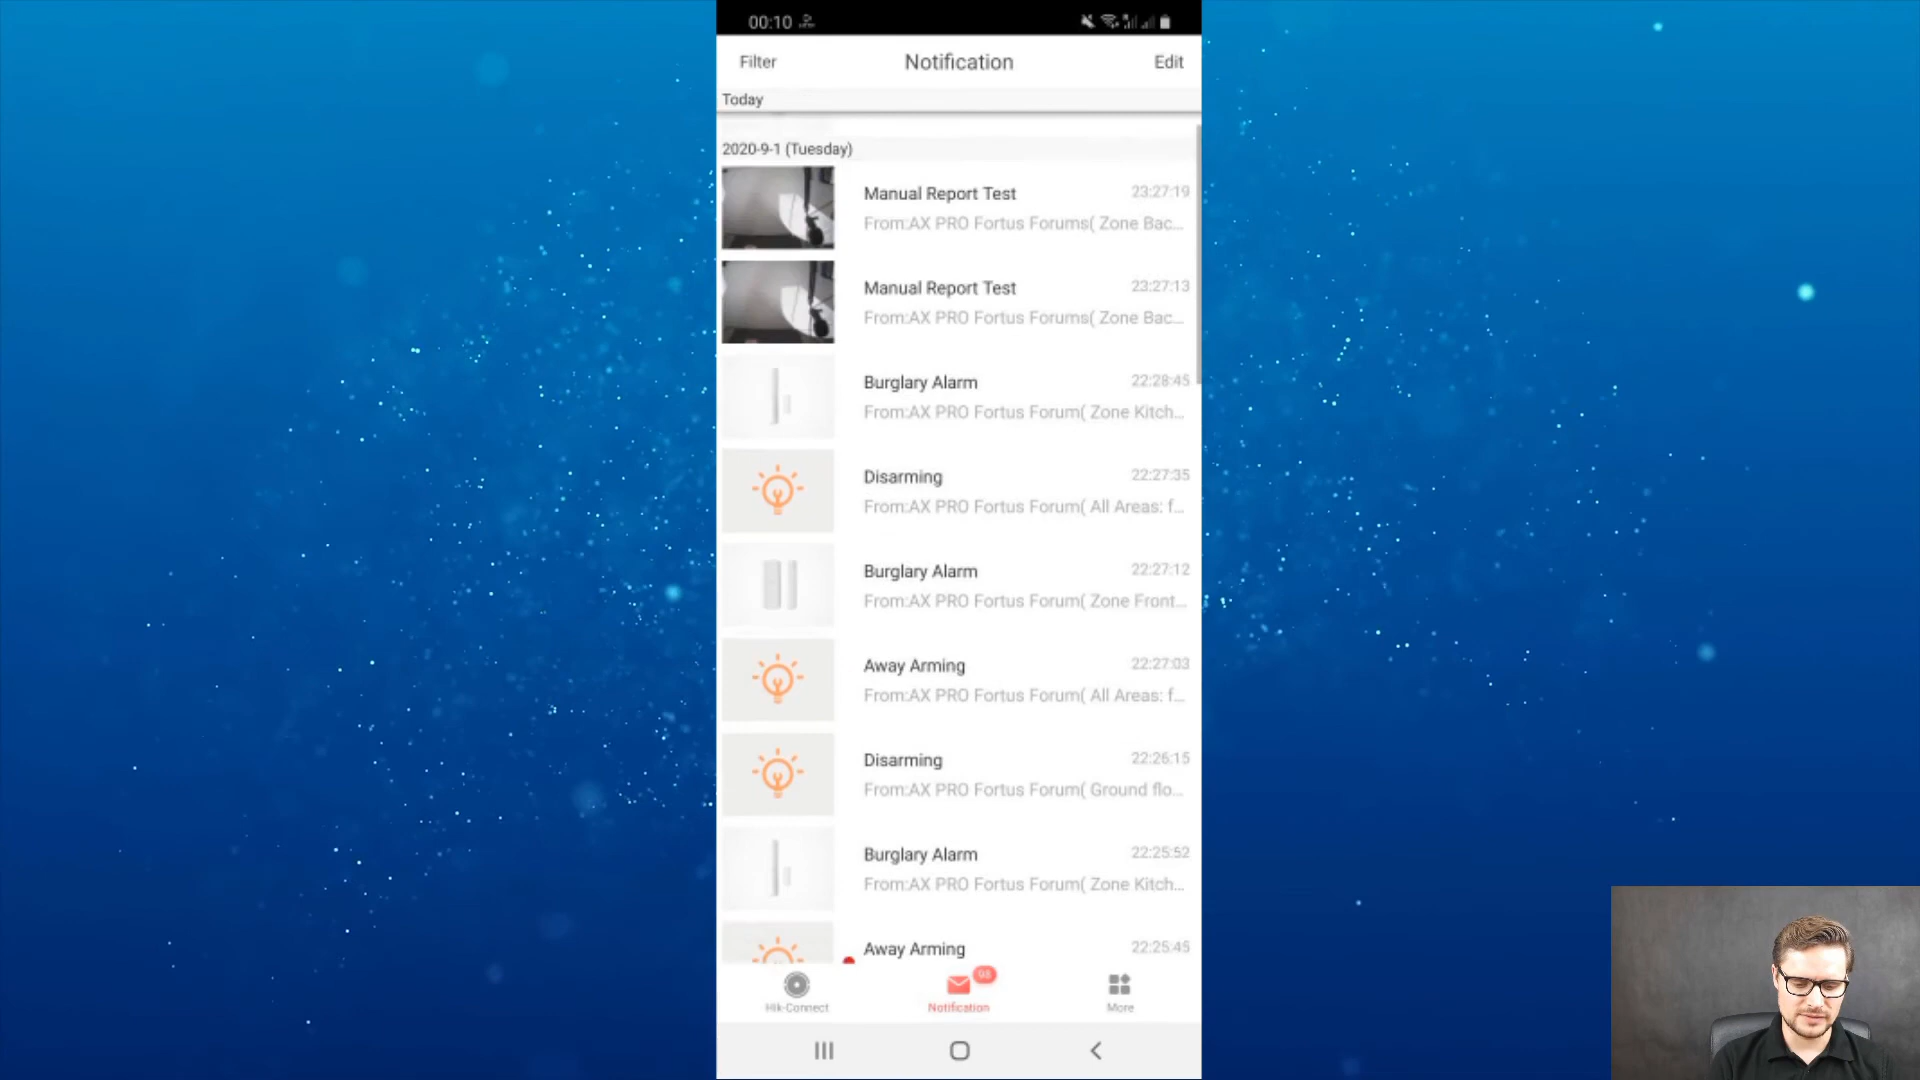 00:10
Filter
Notification
Edit
Today
2020-9-1 (Tuesday)
Manual Report Test
23:27:19
From:AX PRO Fortus Forums( Zone Bac...
Manual Report Test
23:27:13
From:AX PRO Fortus Forums( Zone Bac...
Burglary Alarm
22:28:45
From:AX PRO Fortus Forum( Zone Kitch...
Disarming
22:27:35
From:AX PRO Fortus Forum( All Areas: f...
Burglary Alarm
22:27:12
From:AX PRO Fortus Forum( Zone Front...
Away Arming
22:27:03
From:AX PRO Fortus Forum( All Areas: f...
Disarming
22:26:15
From:AX PRO Fortus Forum( Ground flo...
Burglary Alarm
22:25:52
From:AX PRO Fortus Forum( Zone Kitch...
Away Arming
22:25:45
98
Hik-Connect
Notification
More